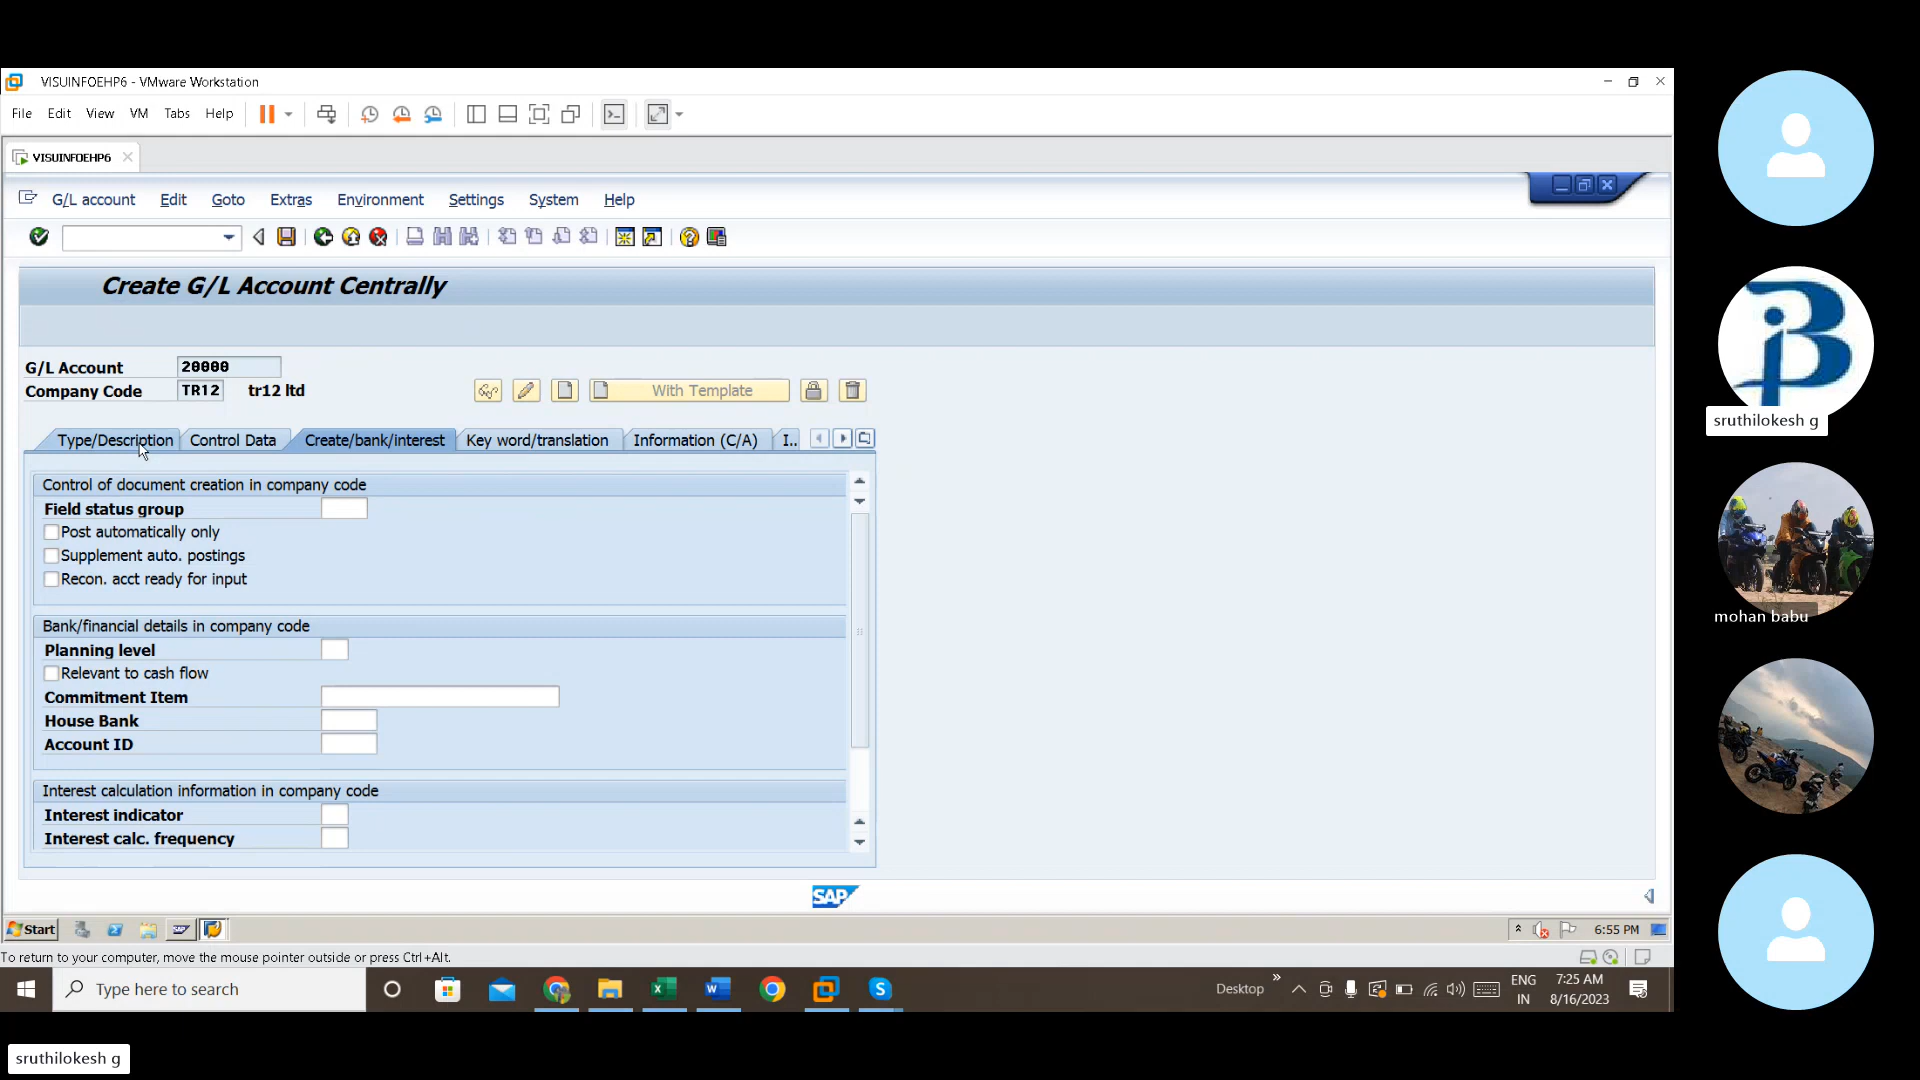 VISUINFOEHP6 - VMware Workstation
File Edit View VM Tabs Help
VISUINFOEHP6
G/L account Edit Goto Extras Environment Settings System Help
Create G/L Account Centrally
G/L Account 20000
Company Code TR12 tr12 ltd
With Template
Type/Description Control Data Create/bank/interest Key word/translation Information (C/A) I..
Control of document creation in company code
Field status group
Post automatically only
Supplement auto. postings
Recon. acct ready for input
Bank/financial details in company code
Planning level
Relevant to cash flow
Commitment Item
House Bank
Account ID
Interest calculation information in company code
Interest indicator
Interest calc. frequency
SAP
Start
6:55 PM
To return to your computer, move the mouse pointer outside or press Ctrl+Alt.
Type here to search
Desktop
ENG
IN
7:25 AM
8/16/2023
sruthilokesh g
mohan babu
sruthilokesh g